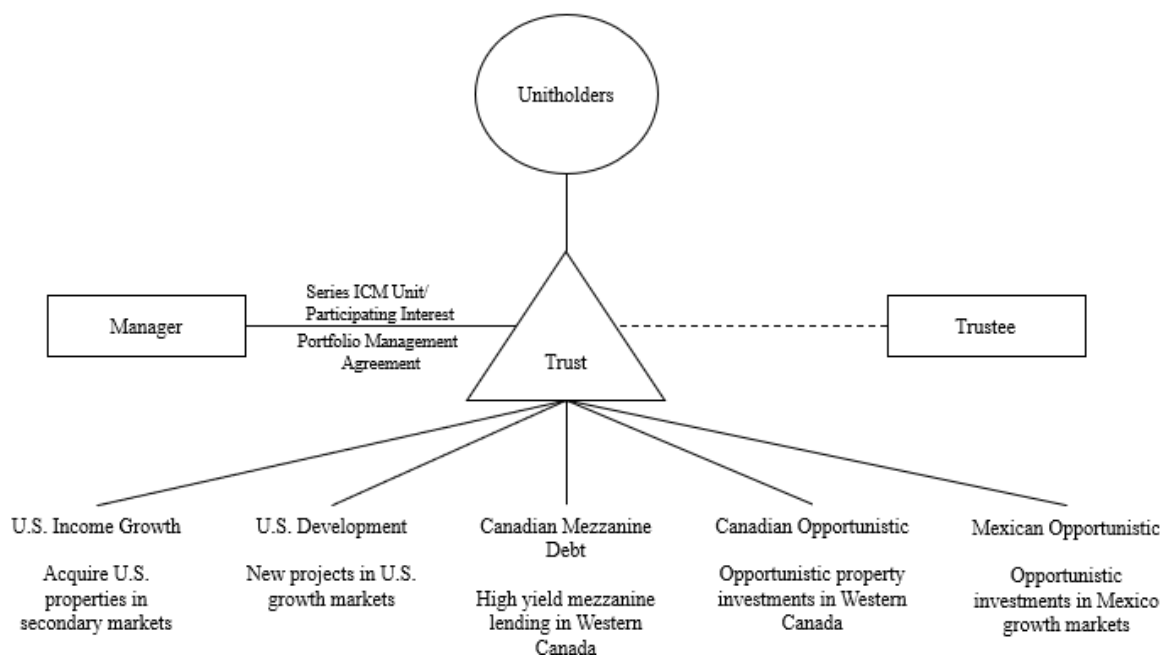 Unitholders
Series ICM Unit/
Participating Interest
Manager
Portfolio Management
Agreement
Trust
Trustee
U.S. Income Growth
Acquire U.S.
properties in
secondary markets
U.S. Development
New projects in U.S.
growth markets
Canadian Mezzanine
Debt
High yield mezzanine
lending in Western
Canada
Canadian Opportunistic
Opportunistic property
investments in Western
Canada
Mexican Opportunistic
Opportunistic
investments in Mexico
growth markets